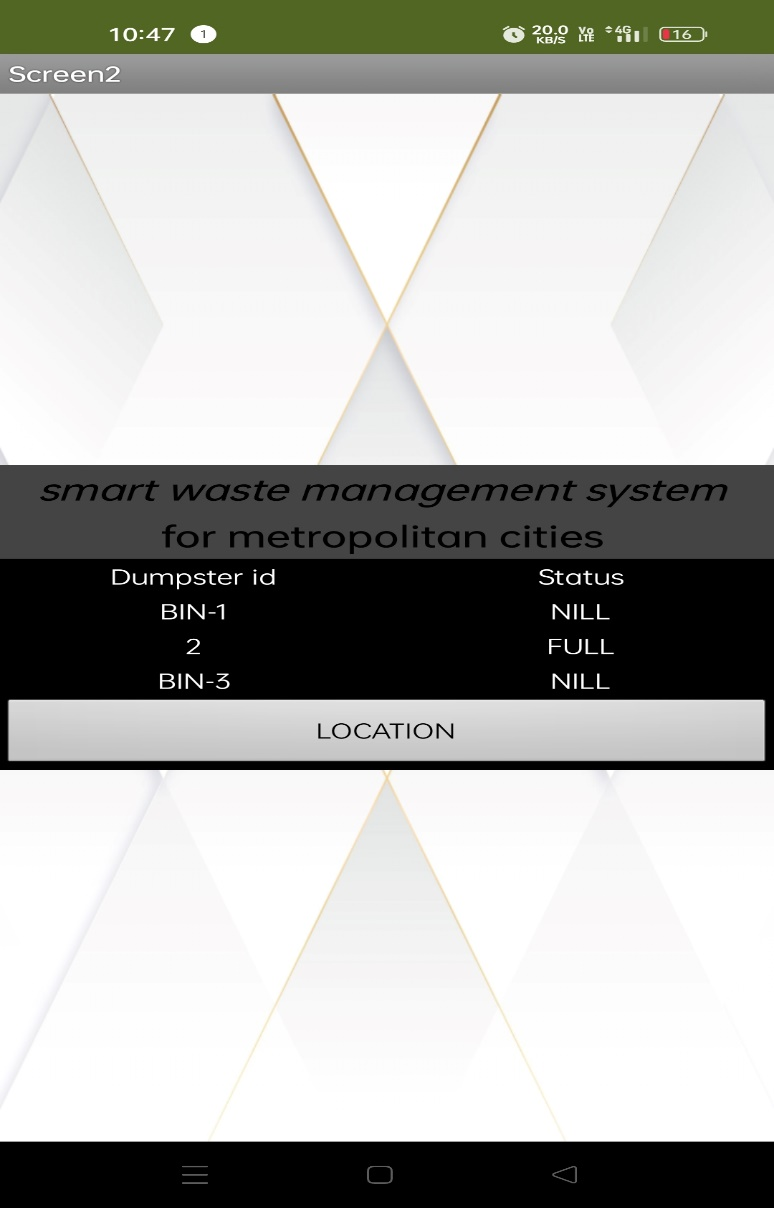 10:47 1 20.0 KB/S Vo LTE 4G 16
Screen2
smart waste management system
for metropolitan cities
Dumpster id Status
BIN-1 NILL
2 FULL
BIN-3 NILL
LOCATION